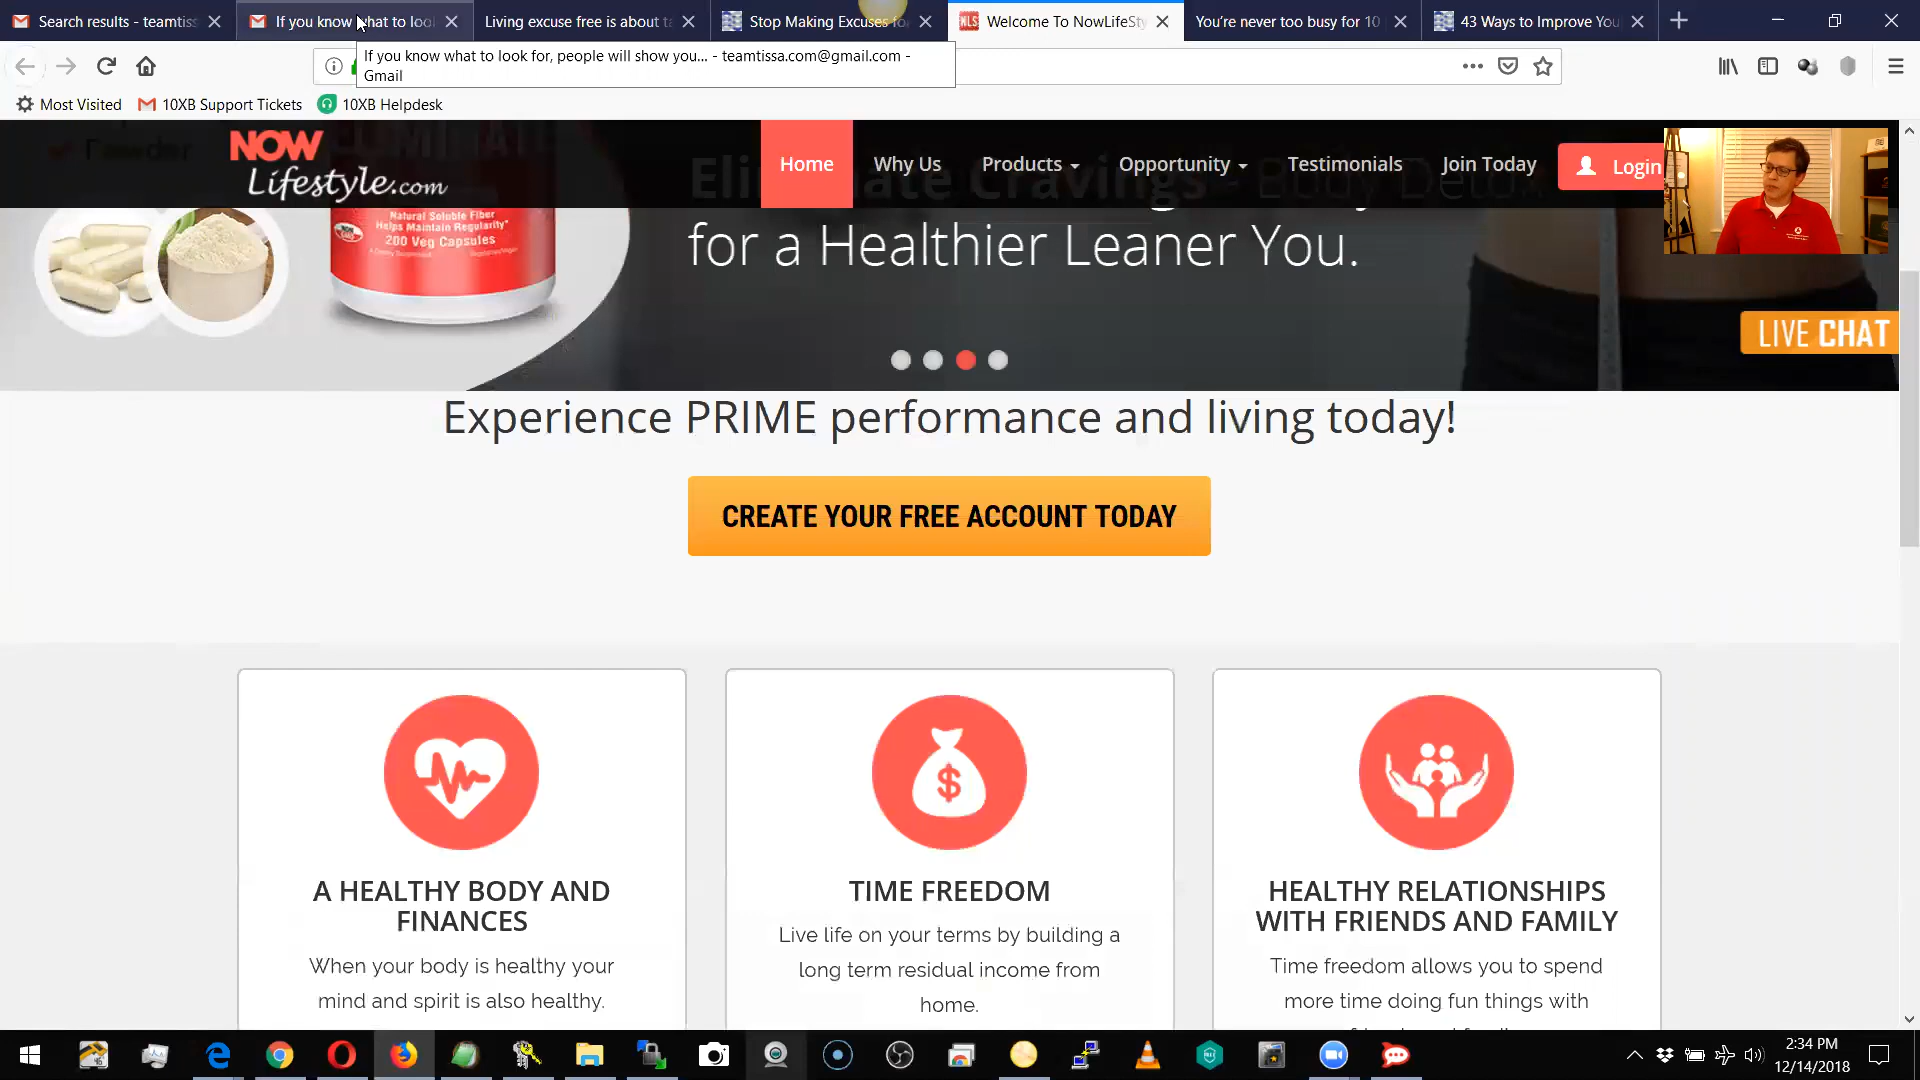 Search results - teamtiss
If you know what to loo
Living excuse free is about ta
Stop Making Excuses fo
Welcome To NowLifeSty
You're never too busy for 10
43 Ways to Improve You
If you know what to look for, people will show you... - teamtissa.com@gmail.com -
Gmail
Most Visited
10XB Support Tickets
10XB Helpdesk
NOW
Lifestyle.com
Home
Why Us
Products
Opportunity
Testimonials
Join Today
Login
Eliminate Cravings - Body Detox
for a Healthier Leaner You.
Natural Soluble Fiber
Helps Maintain Regularity*
200 Veg Capsules
LIVE CHAT
Experience PRIME performance and living today!
CREATE YOUR FREE ACCOUNT TODAY
A HEALTHY BODY AND
FINANCES
When your body is healthy your
mind and spirit is also healthy.
TIME FREEDOM
Live life on your terms by building a
long term residual income from
home.
HEALTHY RELATIONSHIPS
WITH FRIENDS AND FAMILY
Time freedom allows you to spend
more time doing fun things with
2:34 PM
12/14/2018